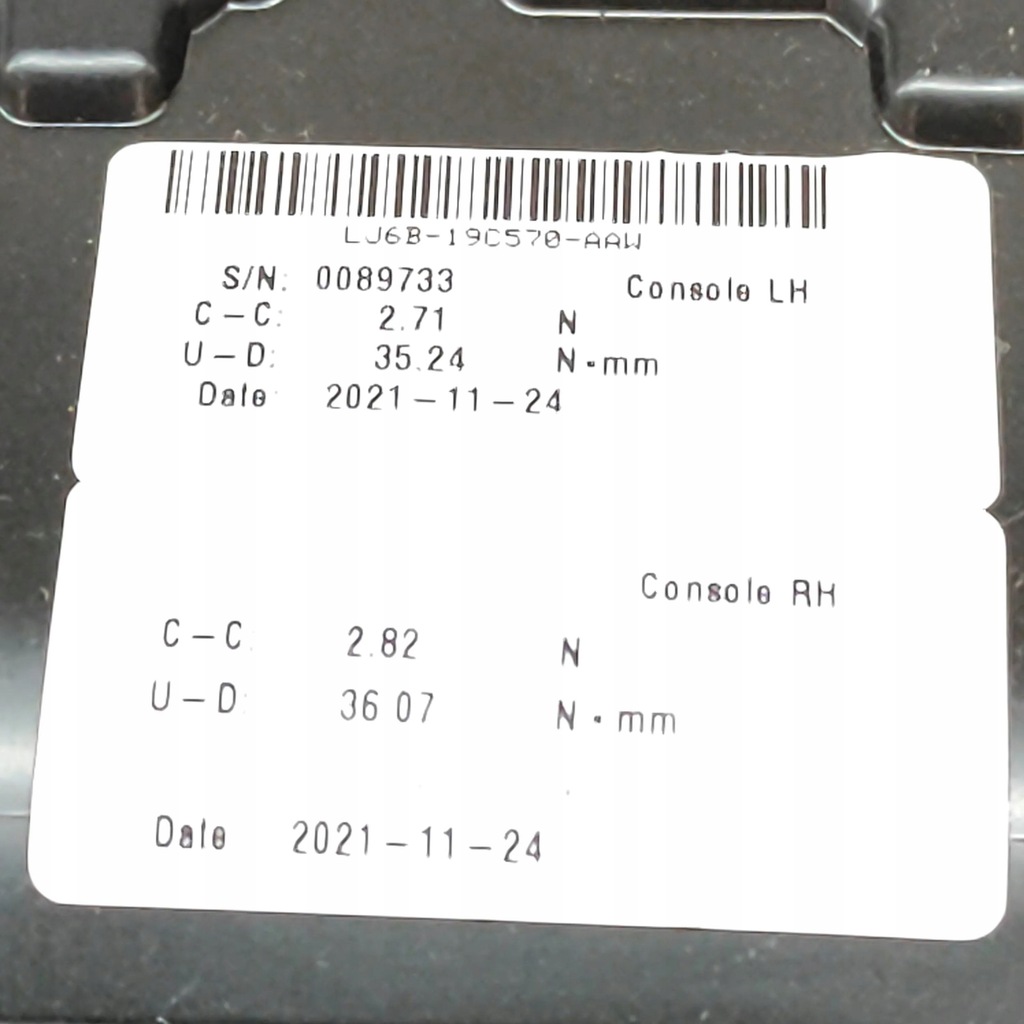 LJ6B-19C570-AAW
S/N: 0089733 Console LH
C-C: 2.71 N
U-D: 35.24 N·mm
Date: 2021-11-24
Console RH
C-C: 2.82 N
U-D: 36.07 N·mm
Date 2021-11-24